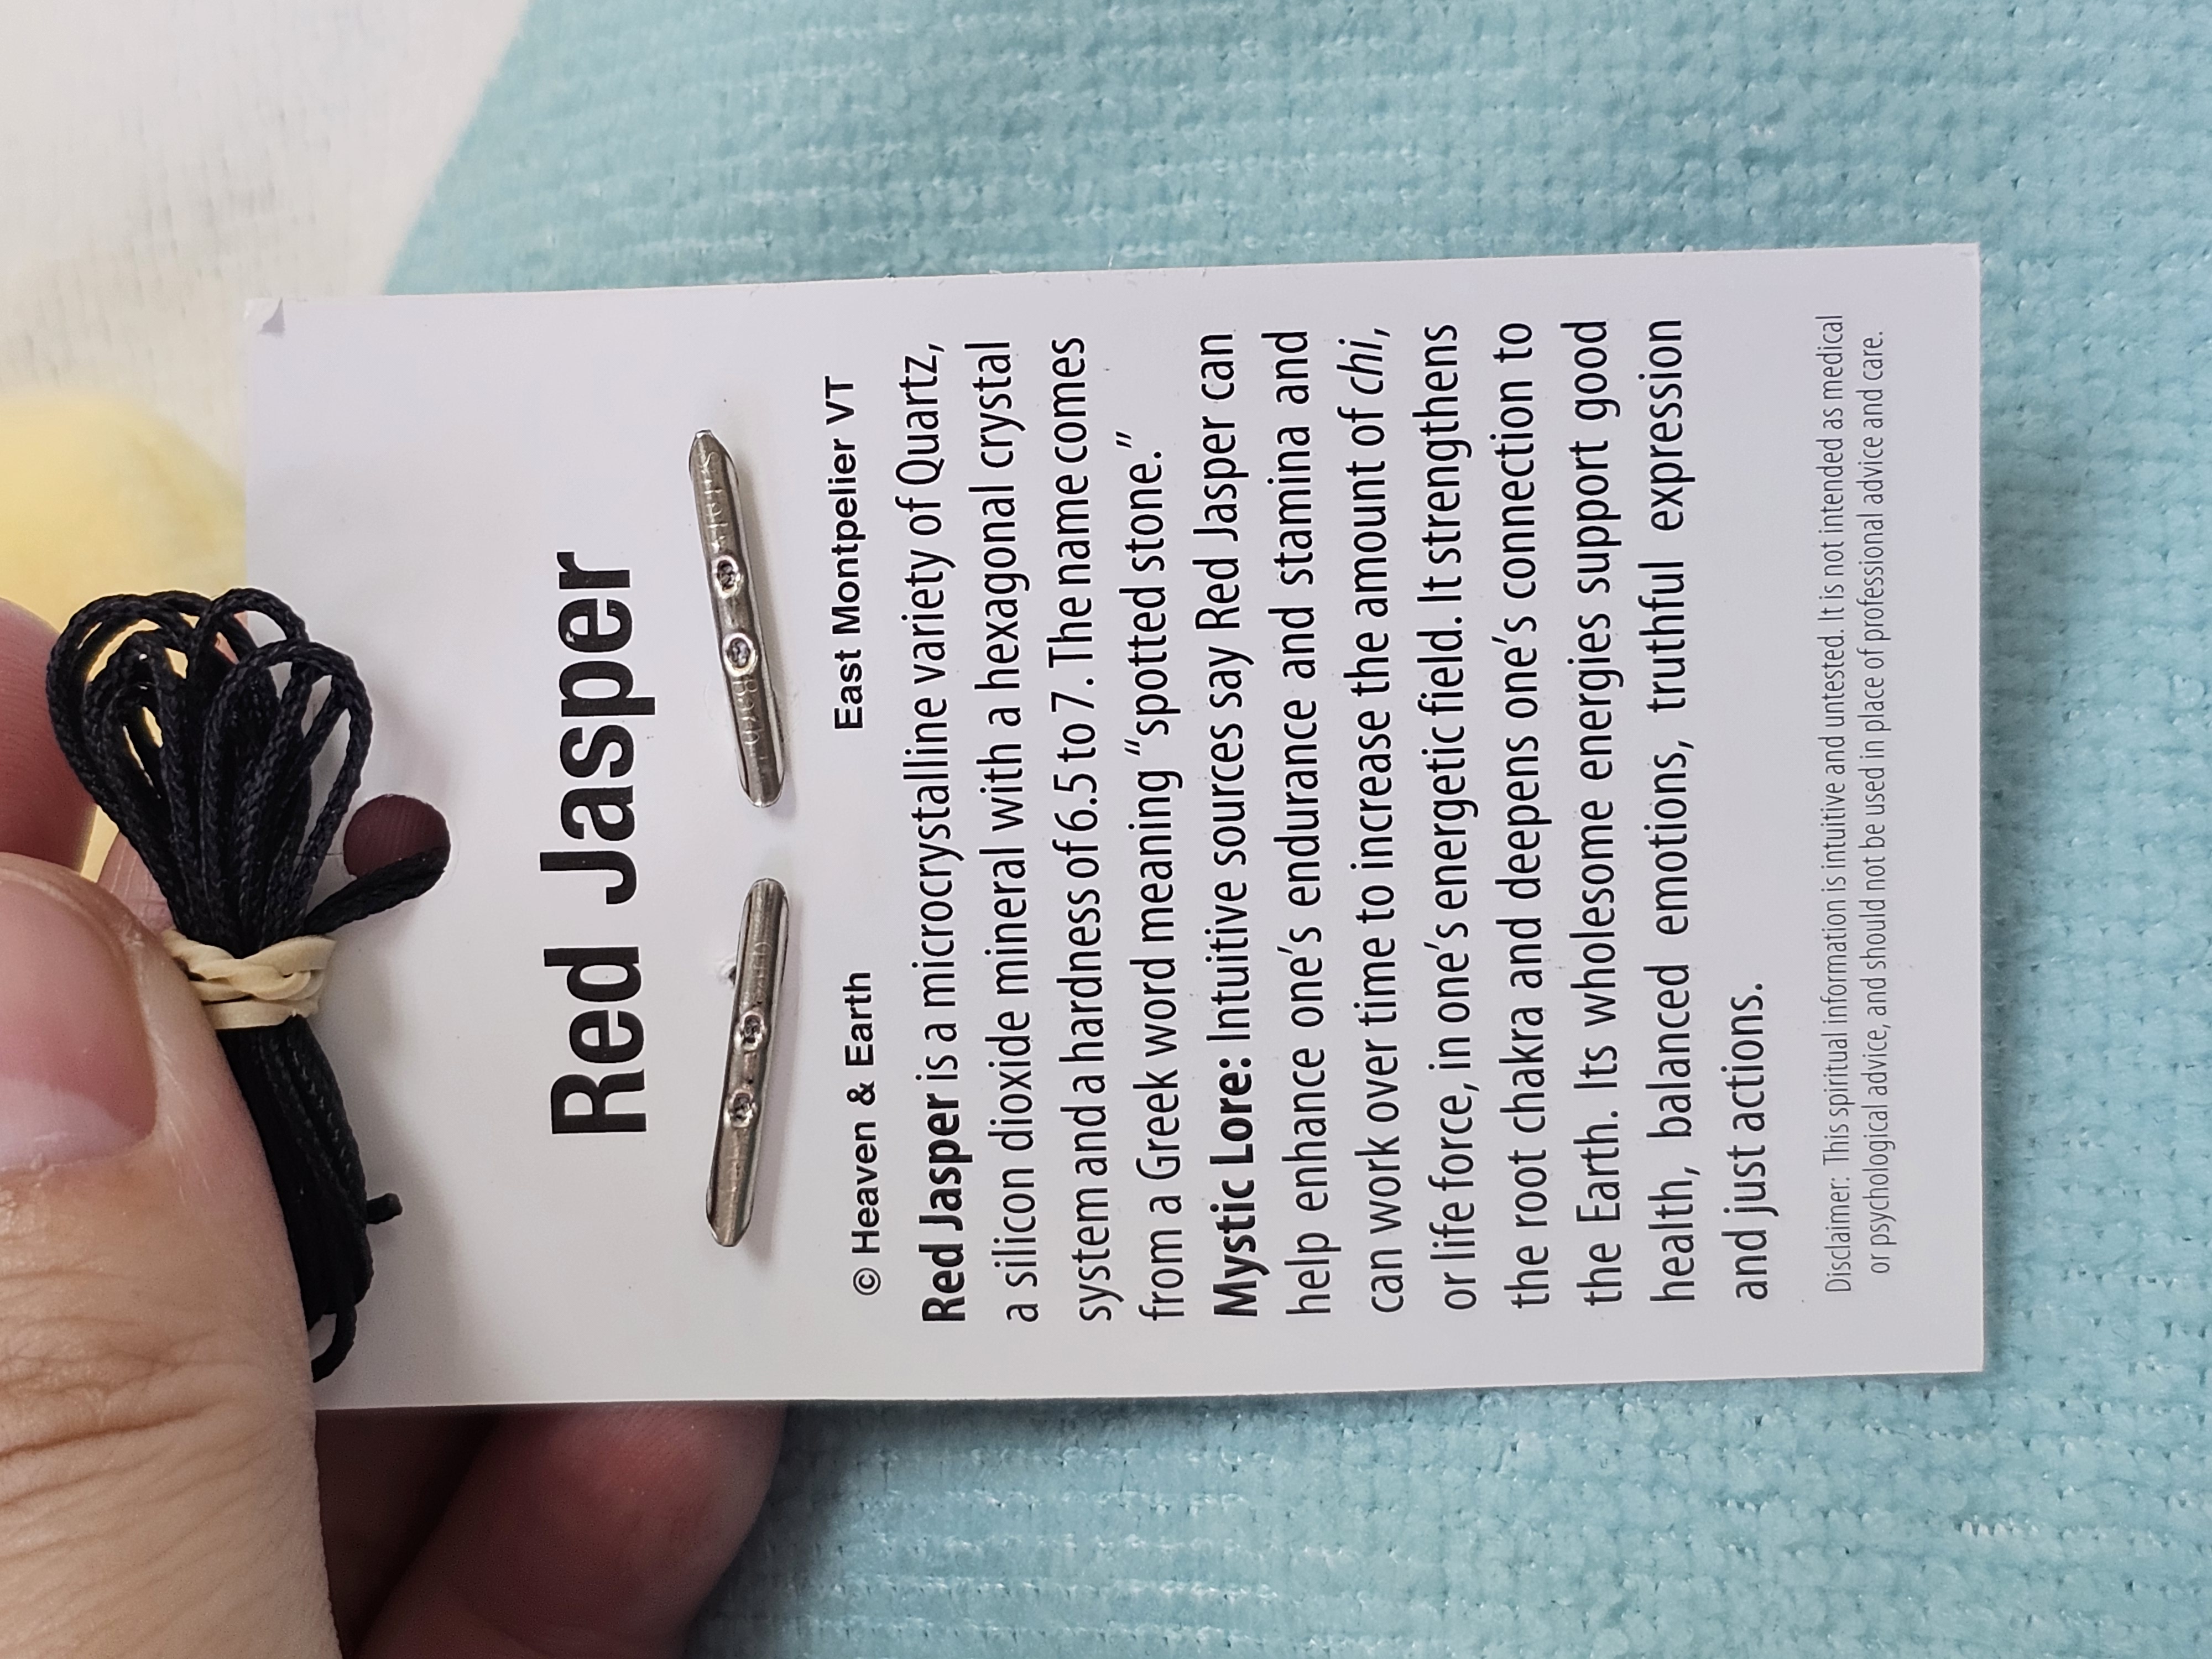 Red Jasper
© Heaven & Earth East Montpelier VT
Red Jasper is a microcrystalline variety of Quartz,
a silicon dioxide mineral with a hexagonal crystal
system and a hardness of 6.5 to 7. The name comes
from a Greek word meaning “spotted stone.”
Mystic Lore: Intuitive sources say Red Jasper can
help enhance one’s endurance and stamina and
can work over time to increase the amount of chi,
or life force, in one’s energetic field. It strengthens
the root chakra and deepens one’s connection to
the Earth. Its wholesome energies support good
health, balanced emotions, truthful expression
and just actions.
Disclaimer: This spiritual information is intuitive and untested. It is not intended as medical
or psychological advice, and should not be used in place of professional advice and care.